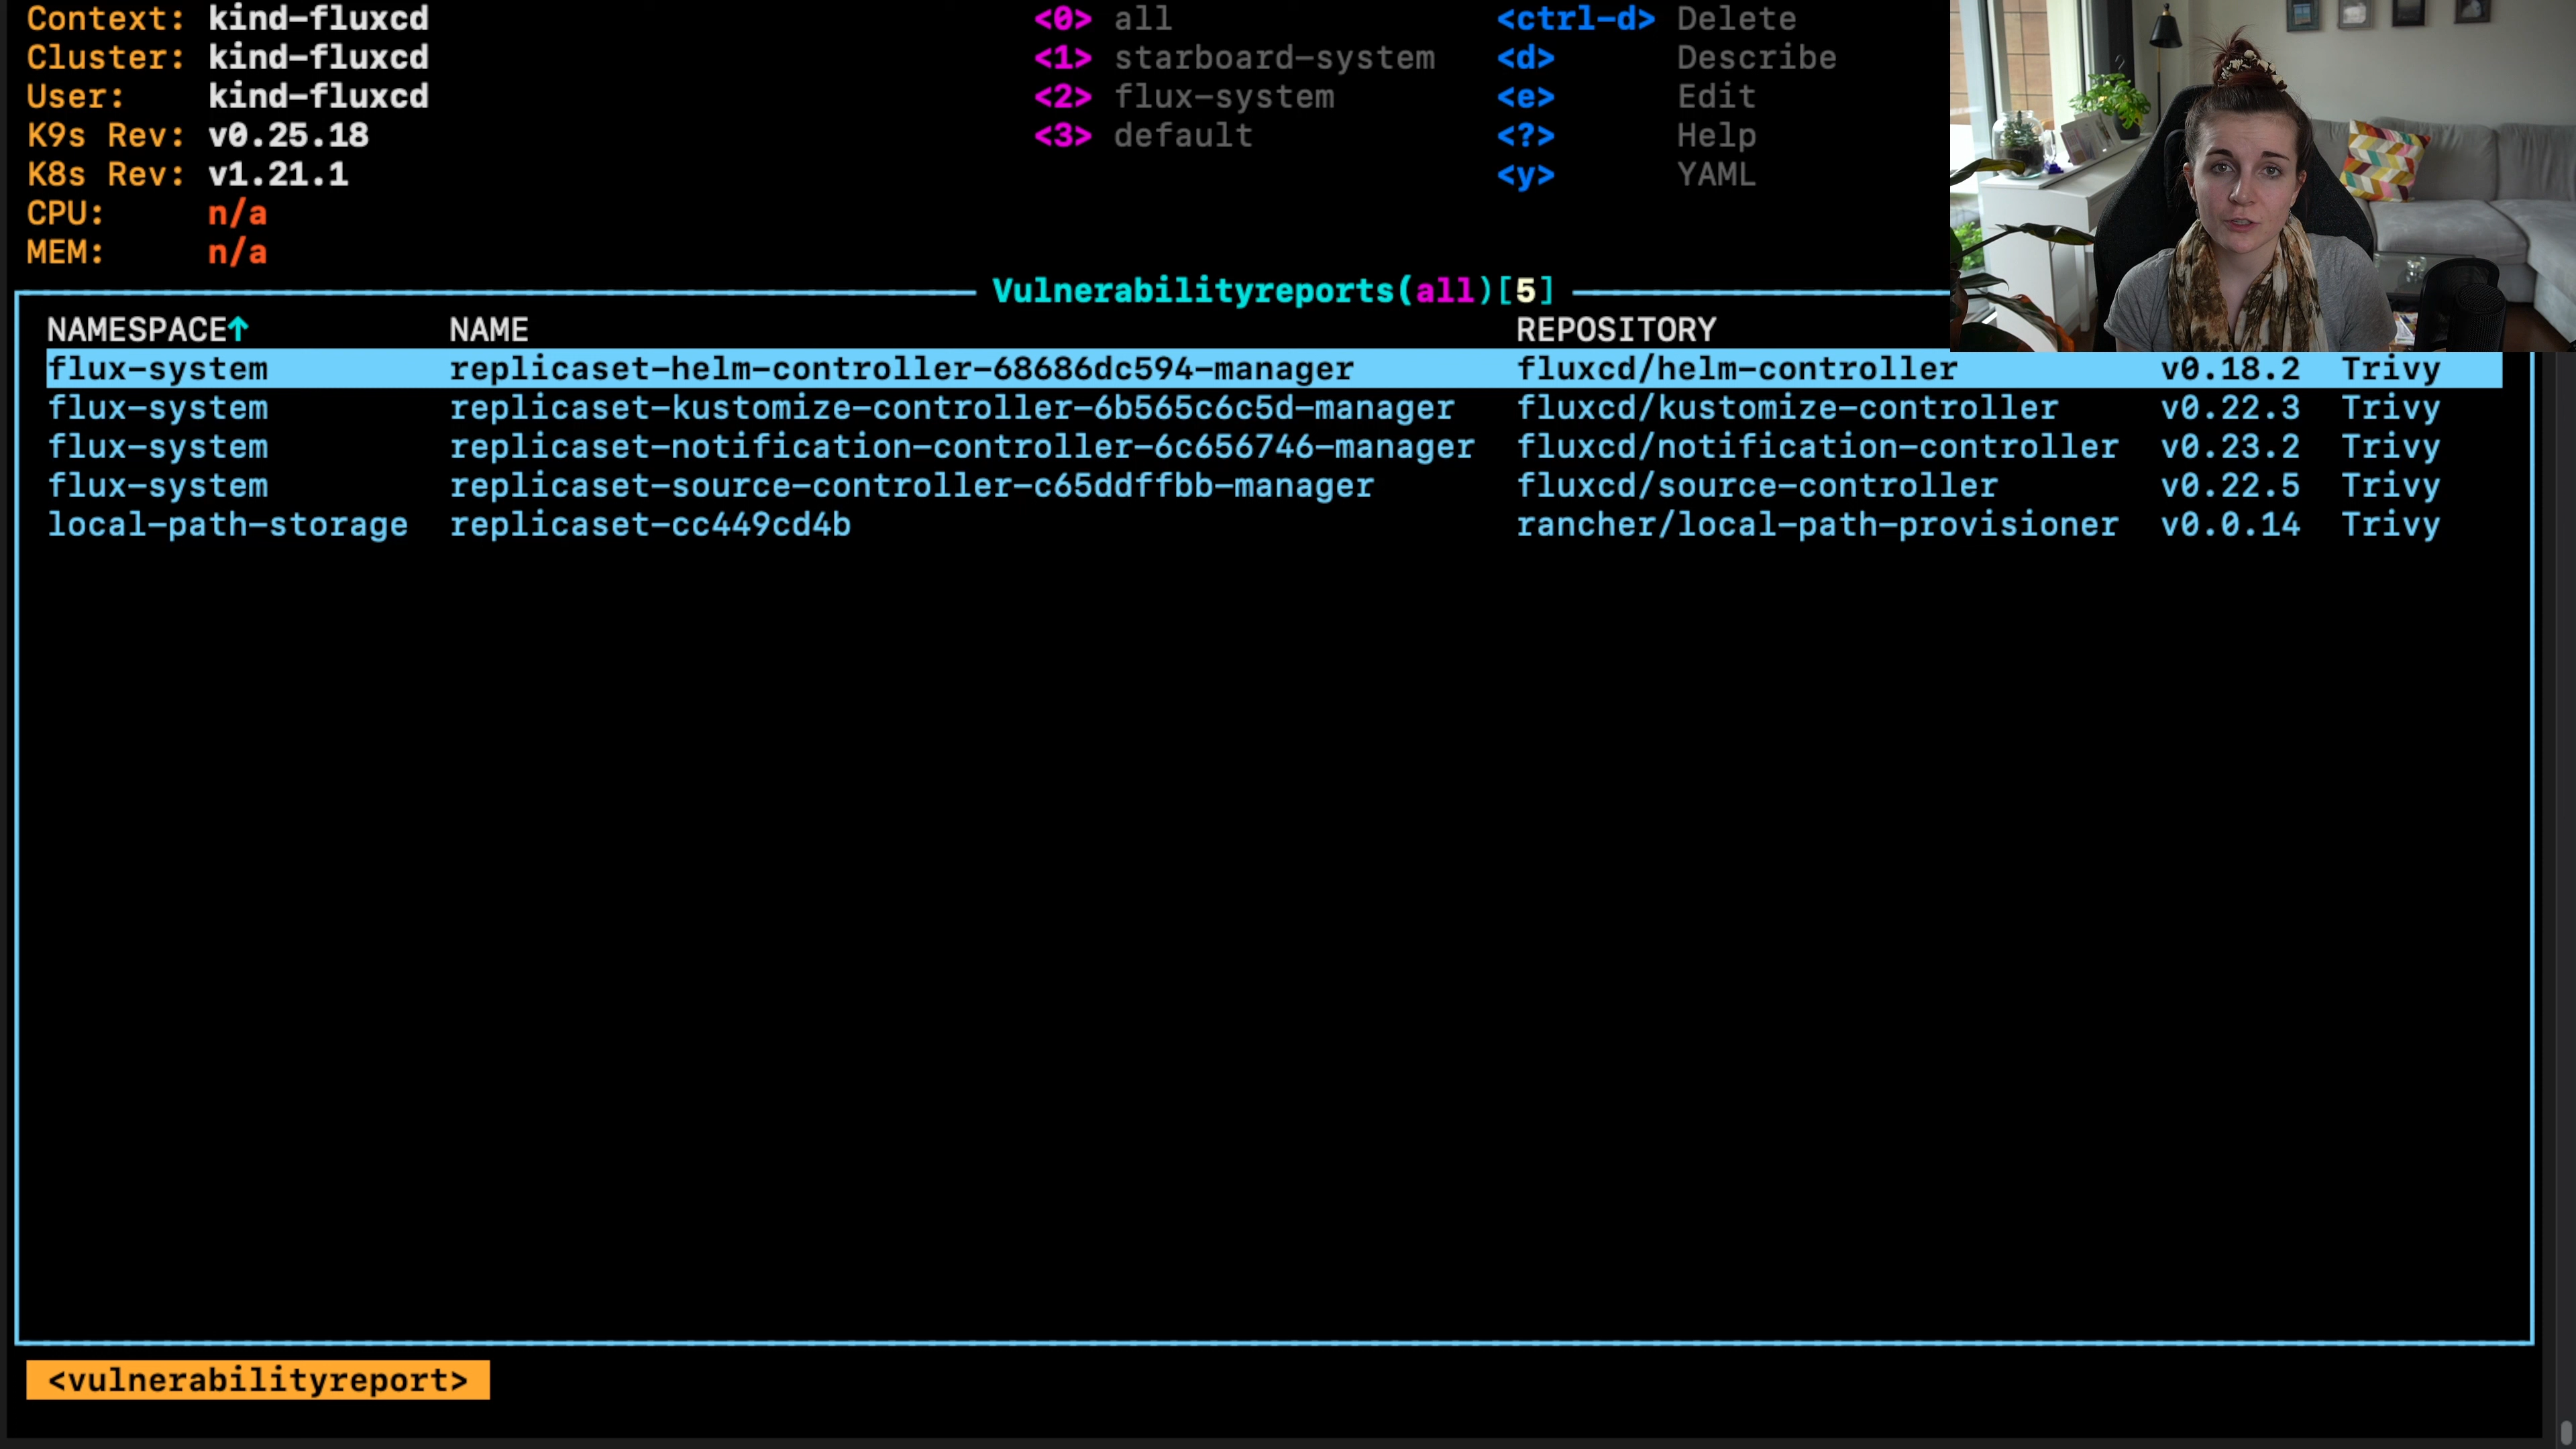 Context: kind-fluxcd <0> all <ctrl-d> Delete
Cluster: kind-fluxcd <1> starboard-system <d> Describe
User: kind-fluxcd <2> flux-system <e> Edit
K9s Rev: v0.25.18 <3> default <?> Help
K8s Rev: v1.21.1 <y> YAML
CPU: n/a
MEM: n/a
Vulnerabilityreports(all)[5]
NAMESPACE↑ NAME REPOSITORY
flux-system replicaset-helm-controller-68686dc594-manager fluxcd/helm-controller v0.18.2 Trivy
flux-system replicaset-kustomize-controller-6b565c6c5d-manager fluxcd/kustomize-controller v0.22.3 Trivy
flux-system replicaset-notification-controller-6c656746-manager fluxcd/notification-controller v0.23.2 Trivy
flux-system replicaset-source-controller-c65ddffbb-manager fluxcd/source-controller v0.22.5 Trivy
local-path-storage replicaset-cc449cd4b rancher/local-path-provisioner v0.0.14 Trivy
<vulnerabilityreport>